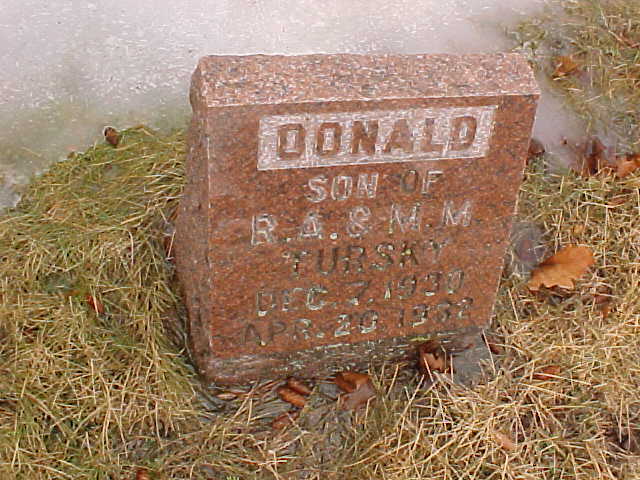 DONALD
SON OF
R. A. & M. M.
TURSKY
DEC. 7, 1930
APR. 20, 1932